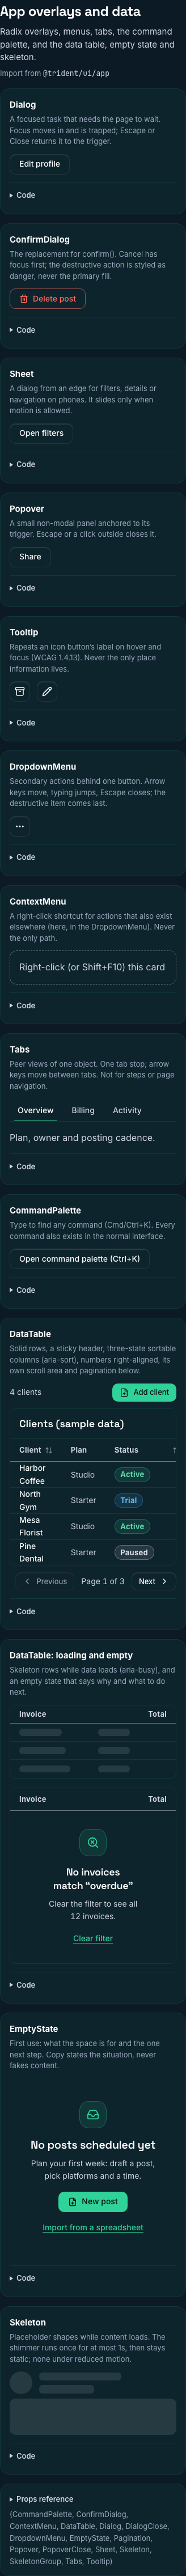 App overlays and data
Radix overlays, menus, tabs, the command
palette, and the data table, empty state and
skeleton.
Import from @trident/ui/app
Dialog
A focused task that needs the page to wait.
Focus moves in and is trapped; Escape or
Close returns it to the trigger.
Edit profile
Code
ConfirmDialog
The replacement for confirm(). Cancel has
focus first; the destructive action is styled as
danger, never the primary fill.
Delete post
Code
Sheet
A dialog from an edge for filters, details or
navigation on phones. It slides only when
motion is allowed.
Open filters
Code
Popover
A small non-modal panel anchored to its
trigger. Escape or a click outside closes it.
Share
Code
Tooltip
Repeats an icon button's label on hover and
focus (WCAG 1.4.13). Never the only place
information lives.
Code
DropdownMenu
Secondary actions behind one button. Arrow
keys move, typing jumps, Escape closes; the
destructive item comes last.
Code
ContextMenu
A right-click shortcut for actions that also exist
elsewhere (here, in the DropdownMenu). Never
the only path.
Right-click (or Shift+F10) this card
Code
Tabs
Peer views of one object. One tab stop; arrow
keys move between tabs. Not for steps or page
navigation.
Overview Billing Activity
Plan, owner and posting cadence.
Code
CommandPalette
Type to find any command (Cmd/Ctrl+K). Every
command also exists in the normal interface.
Open command palette (Ctrl+K)
Code
DataTable
Solid rows, a sticky header, three-state sortable
columns (aria-sort), numbers right-aligned, its
own scroll area and pagination below.
4 clients Add client
Clients (sample data)
Client Plan Status
Harbor Coffee Studio Active
North Gym Starter Trial
Mesa Florist Studio Active
Pine Dental Starter Paused
Previous Page 1 of 3 Next
Code
DataTable: loading and empty
Skeleton rows while data loads (aria-busy), and
an empty state that says why and what to do
next.
Invoice Total
Invoice Total
No invoices
match “overdue”
Clear the filter to see all
12 invoices.
Clear filter
Code
EmptyState
First use: what the space is for and the one
next step. Copy states the situation, never
fakes content.
No posts scheduled yet
Plan your first week: draft a post,
pick platforms and a time.
New post
Import from a spreadsheet
Code
Skeleton
Placeholder shapes while content loads. The
shimmer runs once for at most 1s, then stays
static; none under reduced motion.
Code
Props reference
(CommandPalette, ConfirmDialog,
ContextMenu, DataTable, Dialog, DialogClose,
DropdownMenu, EmptyState, Pagination,
Popover, PopoverClose, Sheet, Skeleton,
SkeletonGroup, Tabs, Tooltip)